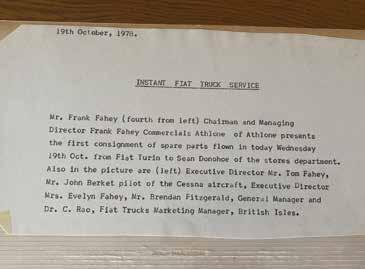 19th October, 1978.
INSTANT FIAT TRUCK SERVICE
Mr. Frank Fahey (fourth from left) Chairman and Managing
Director Frank Fahey Commercials Athlone of Athlone presents
the first consignment of spare parts flown in today Wednesday
19th Oct. from Fiat Turin to Sean Donohoe of the stores department.
Also in the picture are (left) Executive Director Mr. Tom Fahey,
Mr. John Berket pilot of the Cessna aircraft, Executive Director
Mrs. Evelyn Fahey, Mr. Brendan Fitzgerald, General Manager and
Dr. C. Rao, Fiat Trucks Marketing Manager, British Isles.